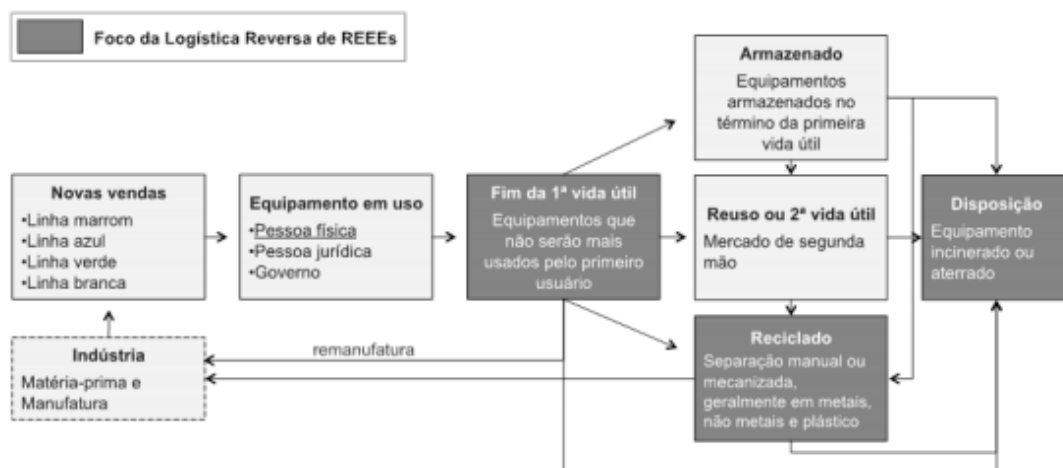 Foco da Logística Reversa de REEEs
Armazenado
Equipamentos
armazenados no
término da primeira
vida útil
Novas vendas
•Linha marrom
•Linha azul
•Linha verde
•Linha branca
Equipamento em uso
•Pessoa física
•Pessoa jurídica
•Governo
Fim da 1ª vida útil
Equipamentos que
não serão mais
usados pelo primeiro
usuário
Reuso ou 2ª vida útil
Mercado de segunda
mão
Disposição
Equipamento
incinerado ou
aterrado
Indústria
Matéria-prima e
Manufatura
remanufatura
Reciclado
Separação manual ou
mecanizada,
geralmente em metais,
não metais e plástico